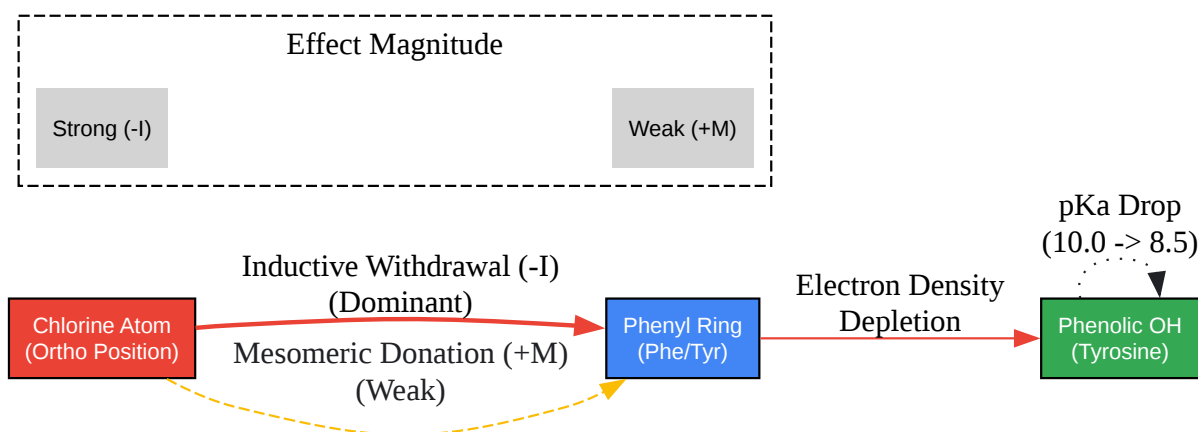 Effect Magnitude
Strong (-I)
Weak (+M)
pKa Drop
(10.0 -> 8.5)
Inductive Withdrawal (-I)
(Dominant)
Electron Density
Depletion
Chlorine Atom
(Ortho Position)
Mesomeric Donation (+M)
(Weak)
Phenyl Ring
(Phe/Tyr)
Phenolic OH
(Tyrosine)